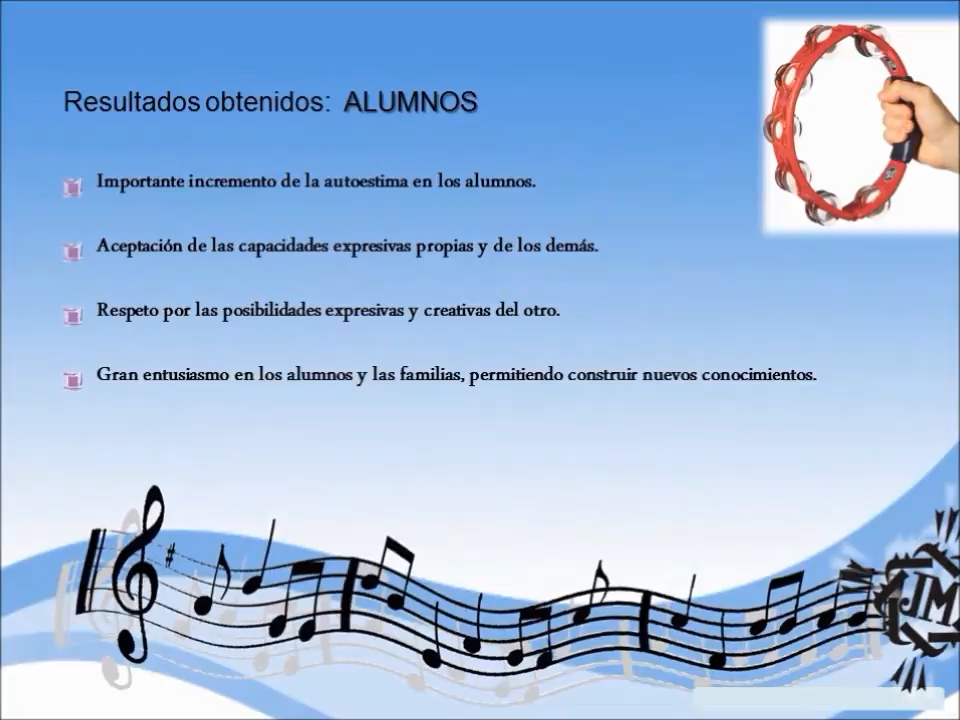 Resultados obtenidos: ALUMNOS
Importante incremento de la autoestima en los alumnos.
Aceptación de las capacidades expresivas propias y de los demás.
Respeto por las posibilidades expresivas y creativas del otro.
Gran entusiasmo en los alumnos y las familias, permitiendo construir nuevos conocimientos.
JM